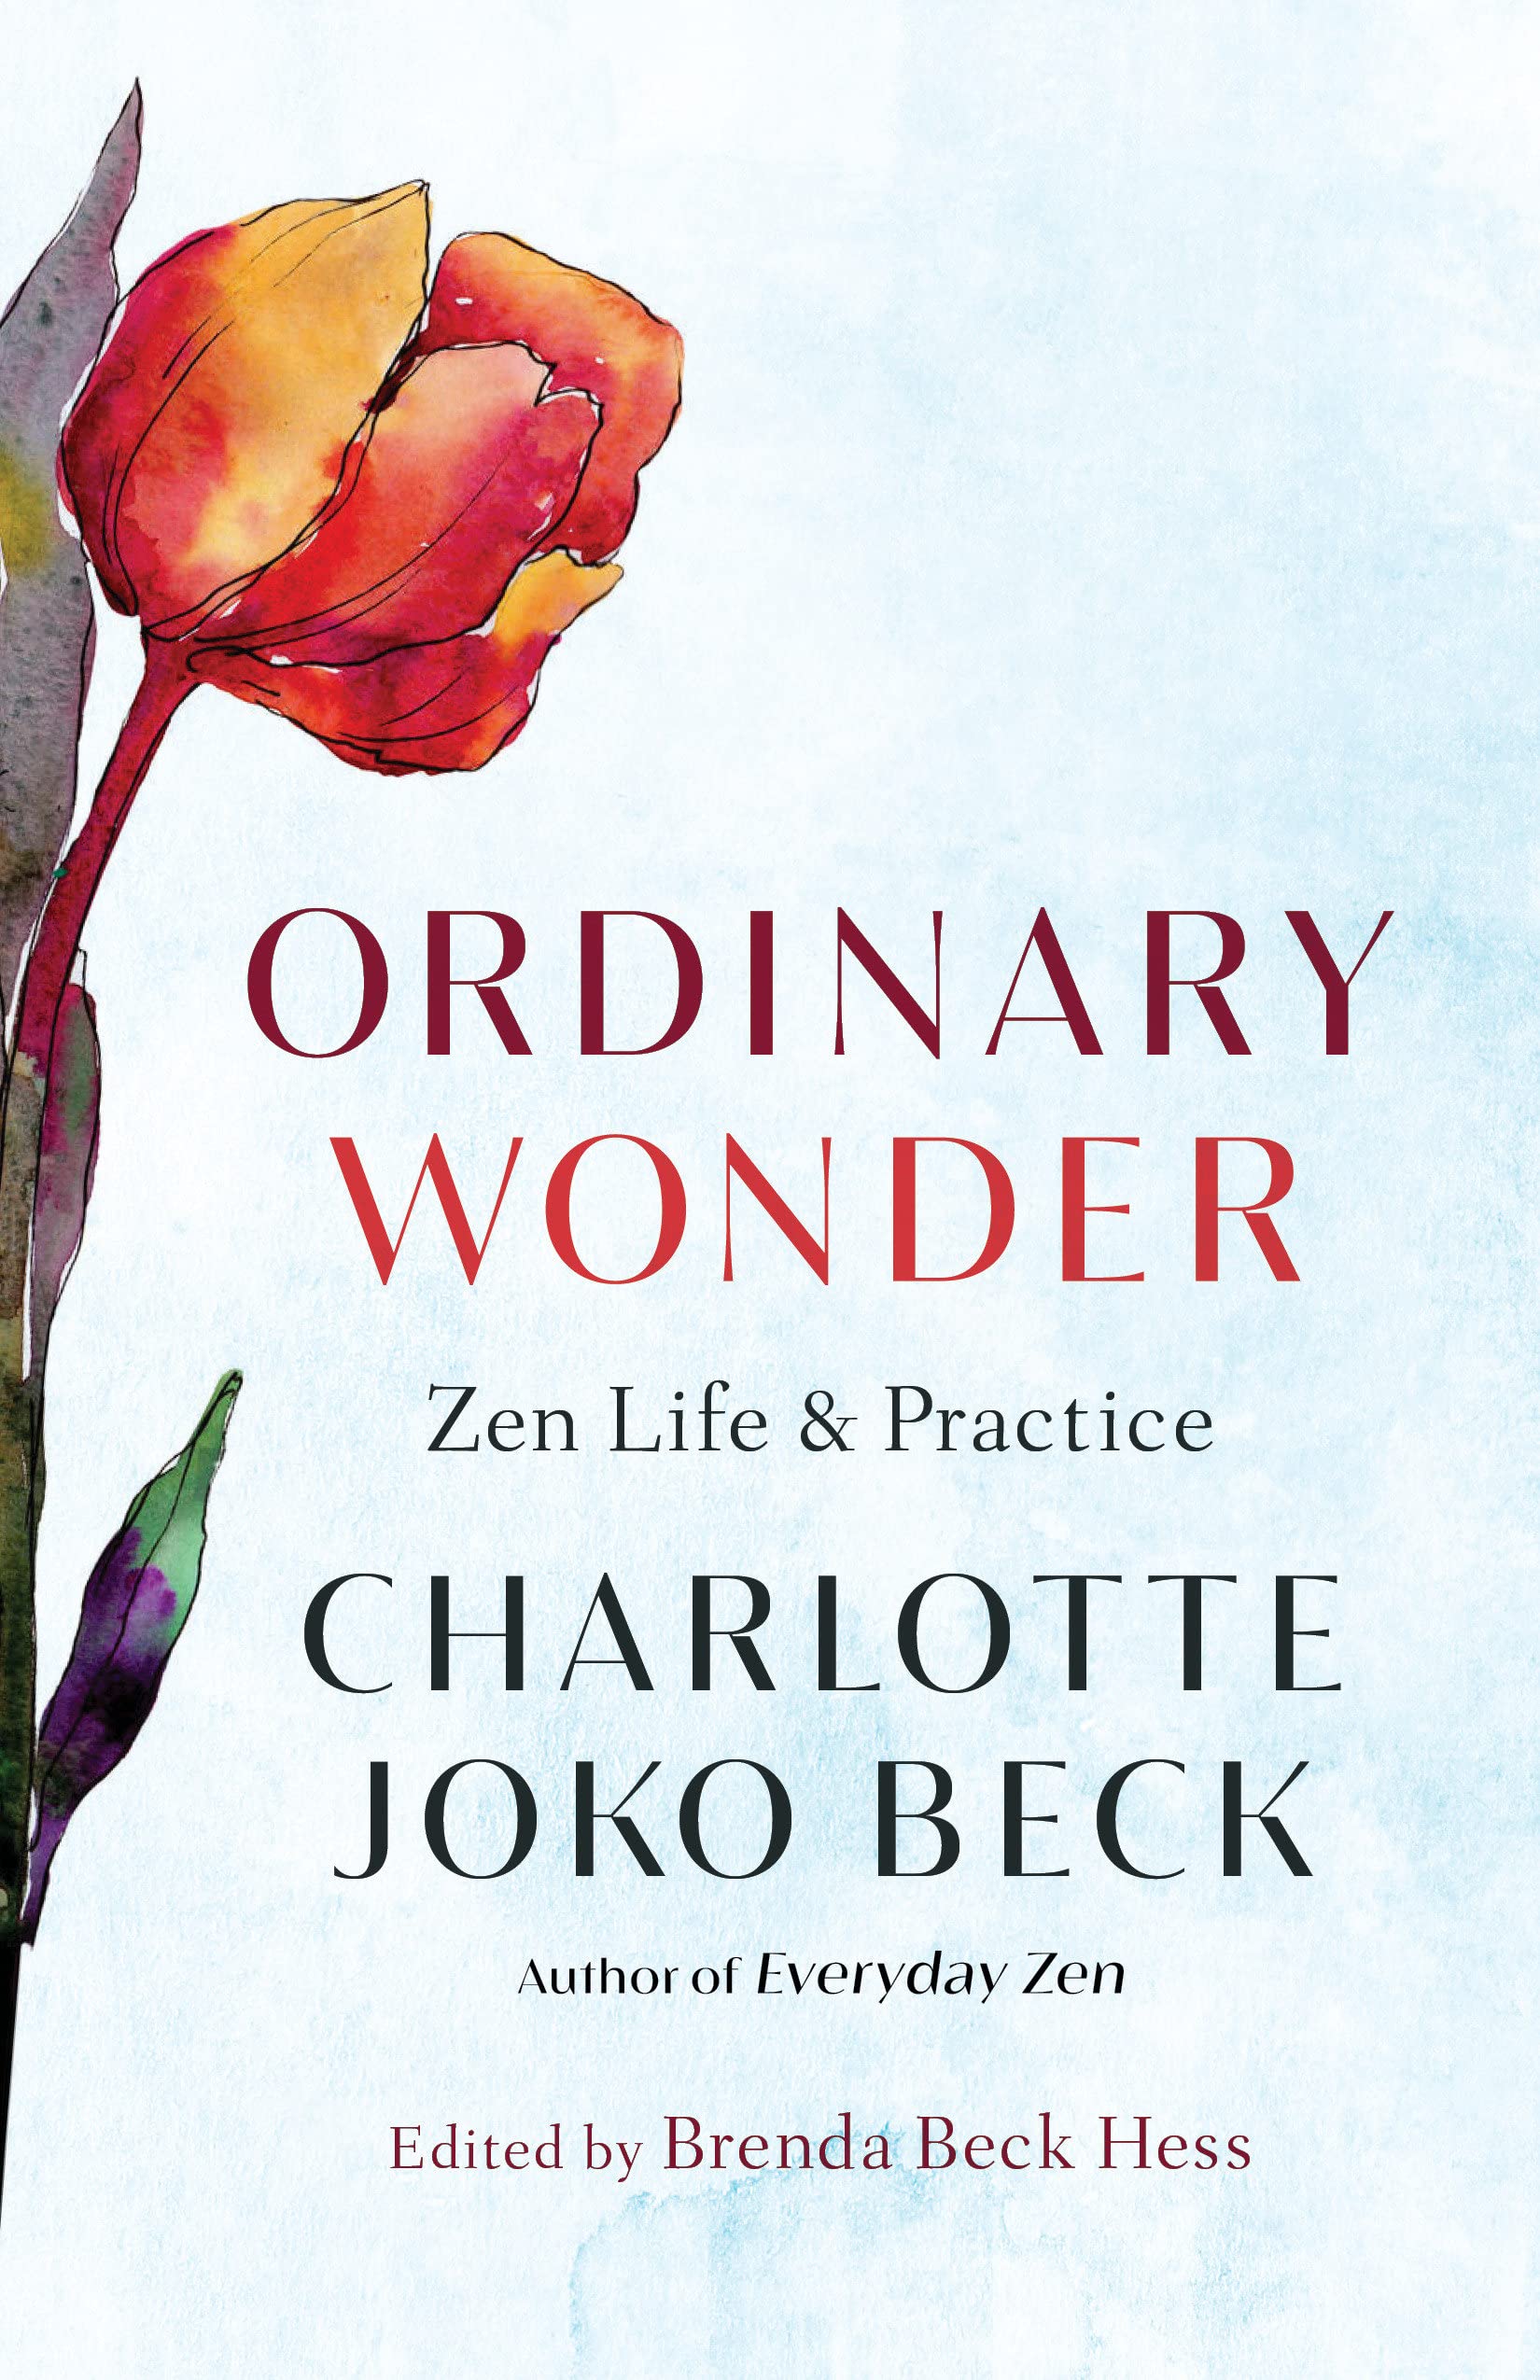 ORDINARY
WONDER
Zen Life & Practice
CHARLOTTE
JOKO BECK
Author of Everyday Zen
Edited by Brenda Beck Hess